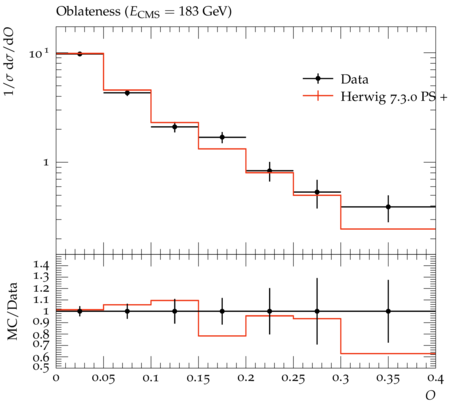 Oblateness (E_CMS = 183 GeV)
1/σ dσ/dO
10¹
1
Data
Herwig 7.3.0 PS +
MC/Data
1.4
1.3
1.2
1.1
1
0.9
0.8
0.7
0.6
0.5
0 0.05 0.1 0.15 0.2 0.25 0.3 0.35 0.4
O